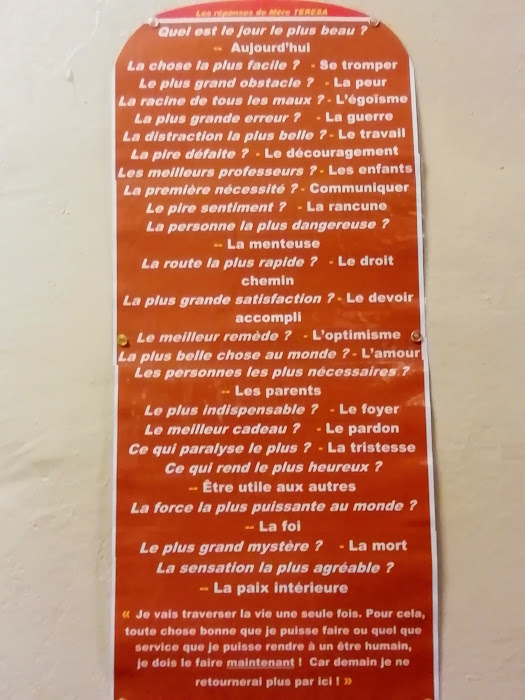 Les réponses de Mère TERESA
Quel est le jour le plus beau ?
-- Aujourd'hui
La chose la plus facile ? - Se tromper
Le plus grand obstacle ? - La peur
La racine de tous les maux ? - L'égoïsme
La plus grande erreur ? - La guerre
La distraction la plus belle ? - Le travail
La pire défaite ? - Le découragement
Les meilleurs professeurs ? - Les enfants
La première nécessité ? - Communiquer
Le pire sentiment ? - La rancune
La personne la plus dangereuse ?
-- La menteuse
La route la plus rapide ? - Le droit
chemin
La plus grande satisfaction ? - Le devoir
accompli
Le meilleur remède ? - L'optimisme
La plus belle chose au monde ? - L'amour
Les personnes les plus nécessaires ?
-- Les parents
Le plus indispensable ? - Le foyer
Le meilleur cadeau ? - Le pardon
Ce qui paralyse le plus ? - La tristesse
Ce qui rend le plus heureux ?
-- Être utile aux autres
La force la plus puissante au monde ?
-- La foi
Le plus grand mystère ? - La mort
La sensation la plus agréable ?
-- La paix intérieure
« Je vais traverser la vie une seule fois. Pour cela,
toute chose bonne que je puisse faire ou quel que
service que je puisse rendre à un être humain,
je dois le faire maintenant ! Car demain je ne
retournerai plus par ici ! »